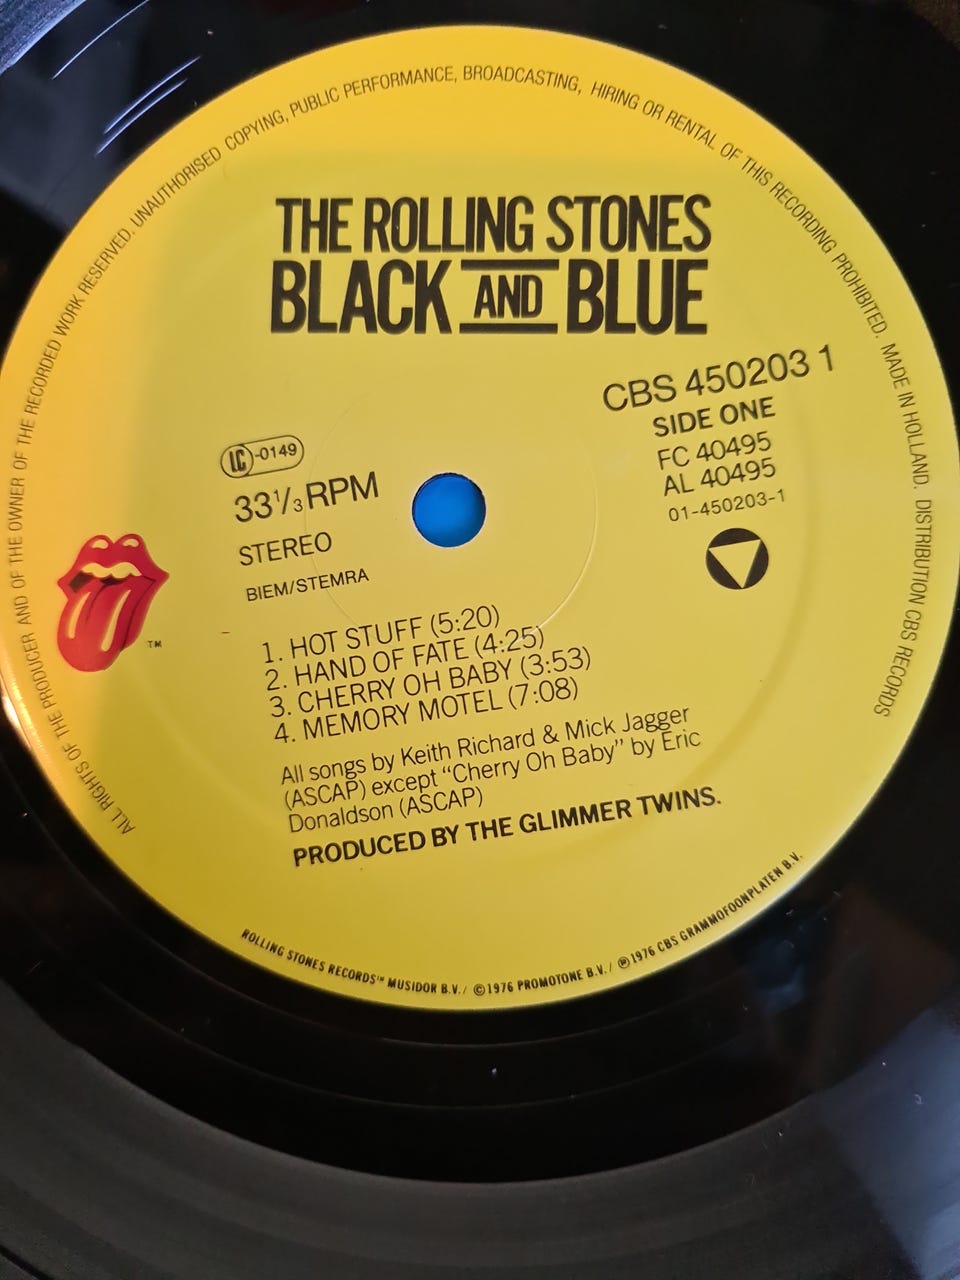 ALL RIGHTS OF THE PRODUCER AND OF THE OWNER OF THE RECORDED WORK RESERVED. UNAUTHORISED COPYING, PUBLIC PERFORMANCE, BROADCASTING, HIRING OR RENTAL OF THIS RECORDING PROHIBITED. MADE IN HOLLAND. DISTRIBUTION CBS RECORDS
THE ROLLING STONES
BLACK AND BLUE
CBS 450203 1
SIDE ONE
FC 40495
AL 40495
01-450203-1
LC-0149
33 1/3 RPM
STEREO
BIEM/STEMRA
TM
1. HOT STUFF (5:20)
2. HAND OF FATE (4:25)
3. CHERRY OH BABY (3:53)
4. MEMORY MOTEL (7:08)
All songs by Keith Richard & Mick Jagger
(ASCAP) except "Cherry Oh Baby" by Eric
Donaldson (ASCAP)
PRODUCED BY THE GLIMMER TWINS.
ROLLING STONES RECORDS™ MUSIDOR B.V./ ©1976 PROMOTONE B.V./ ℗1976 CBS GRAMMOFOONPLATEN B.V.